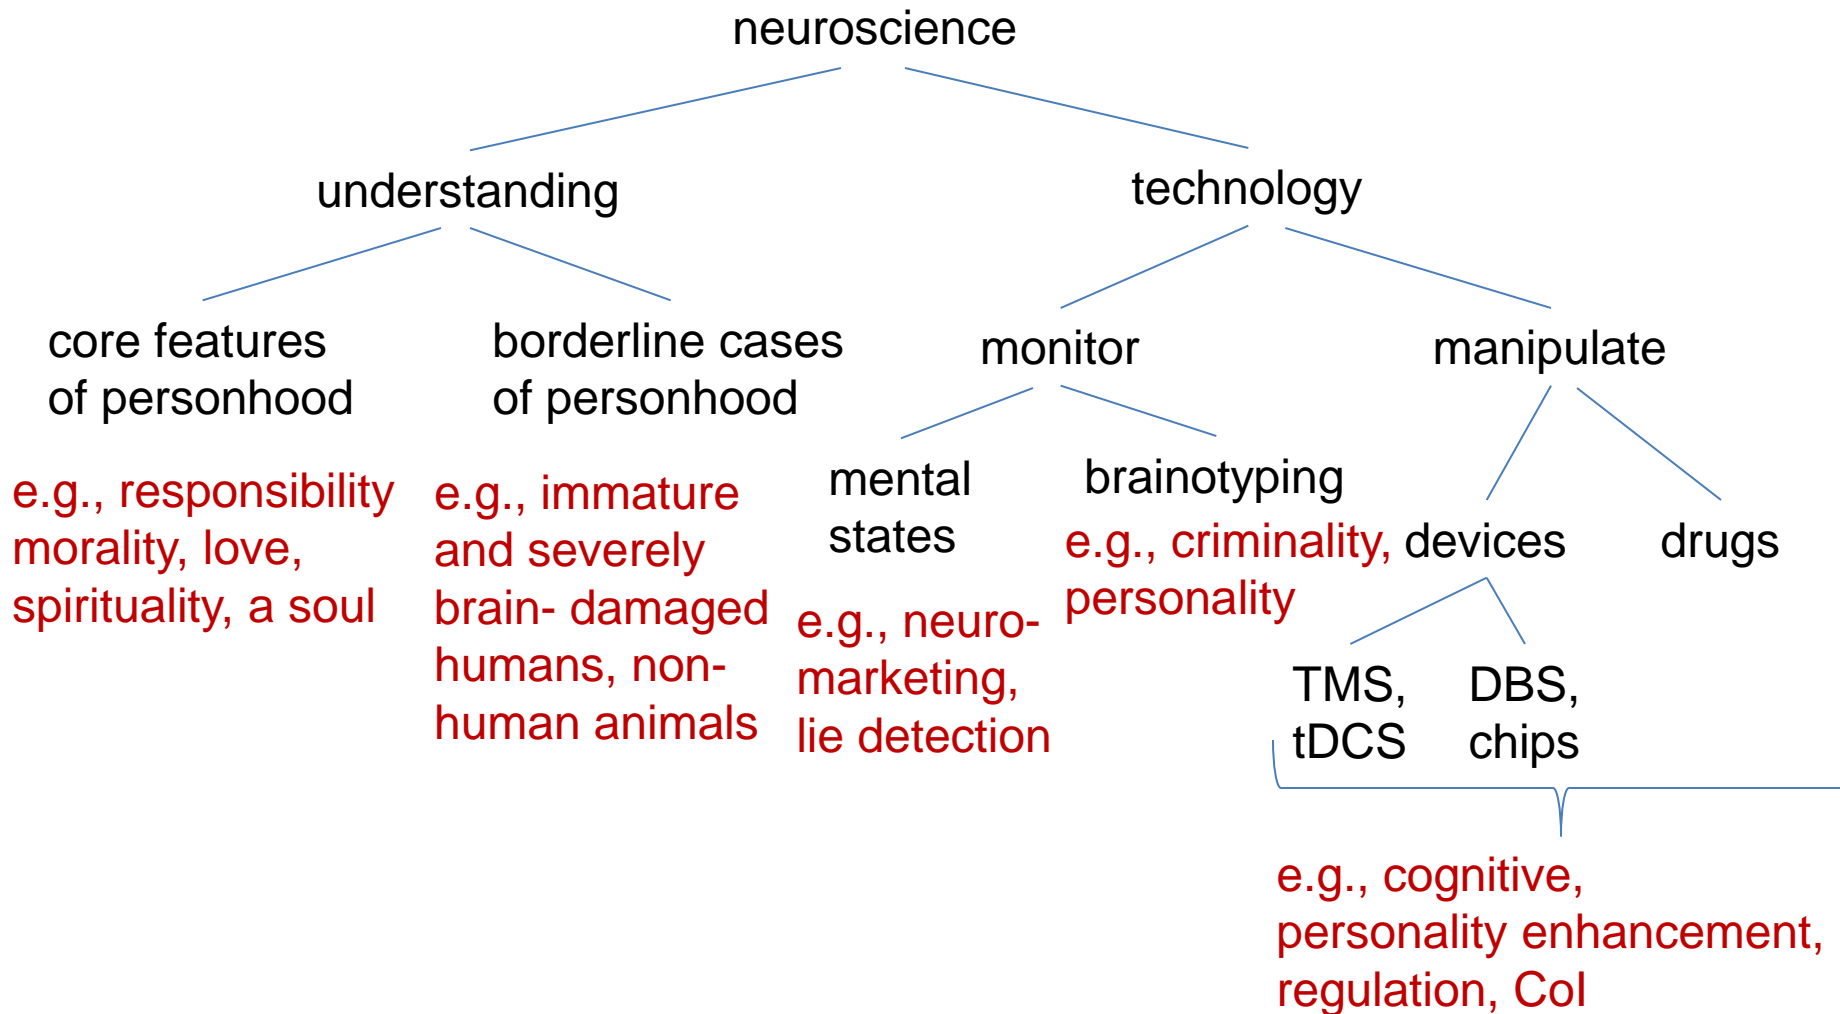 neuroscience
understanding
technology
core features
of personhood
borderline cases
of personhood
monitor
manipulate
e.g., responsibility
morality, love,
spirituality, a soul
e.g., immature
and severely
brain- damaged
humans, non-
human animals
mental
states
e.g., neuro-
marketing,
lie detection
brainotyping
e.g., criminality,
personality
devices
drugs
TMS,
tDCS
DBS,
chips
e.g., cognitive,
personality enhancement,
regulation, CoI